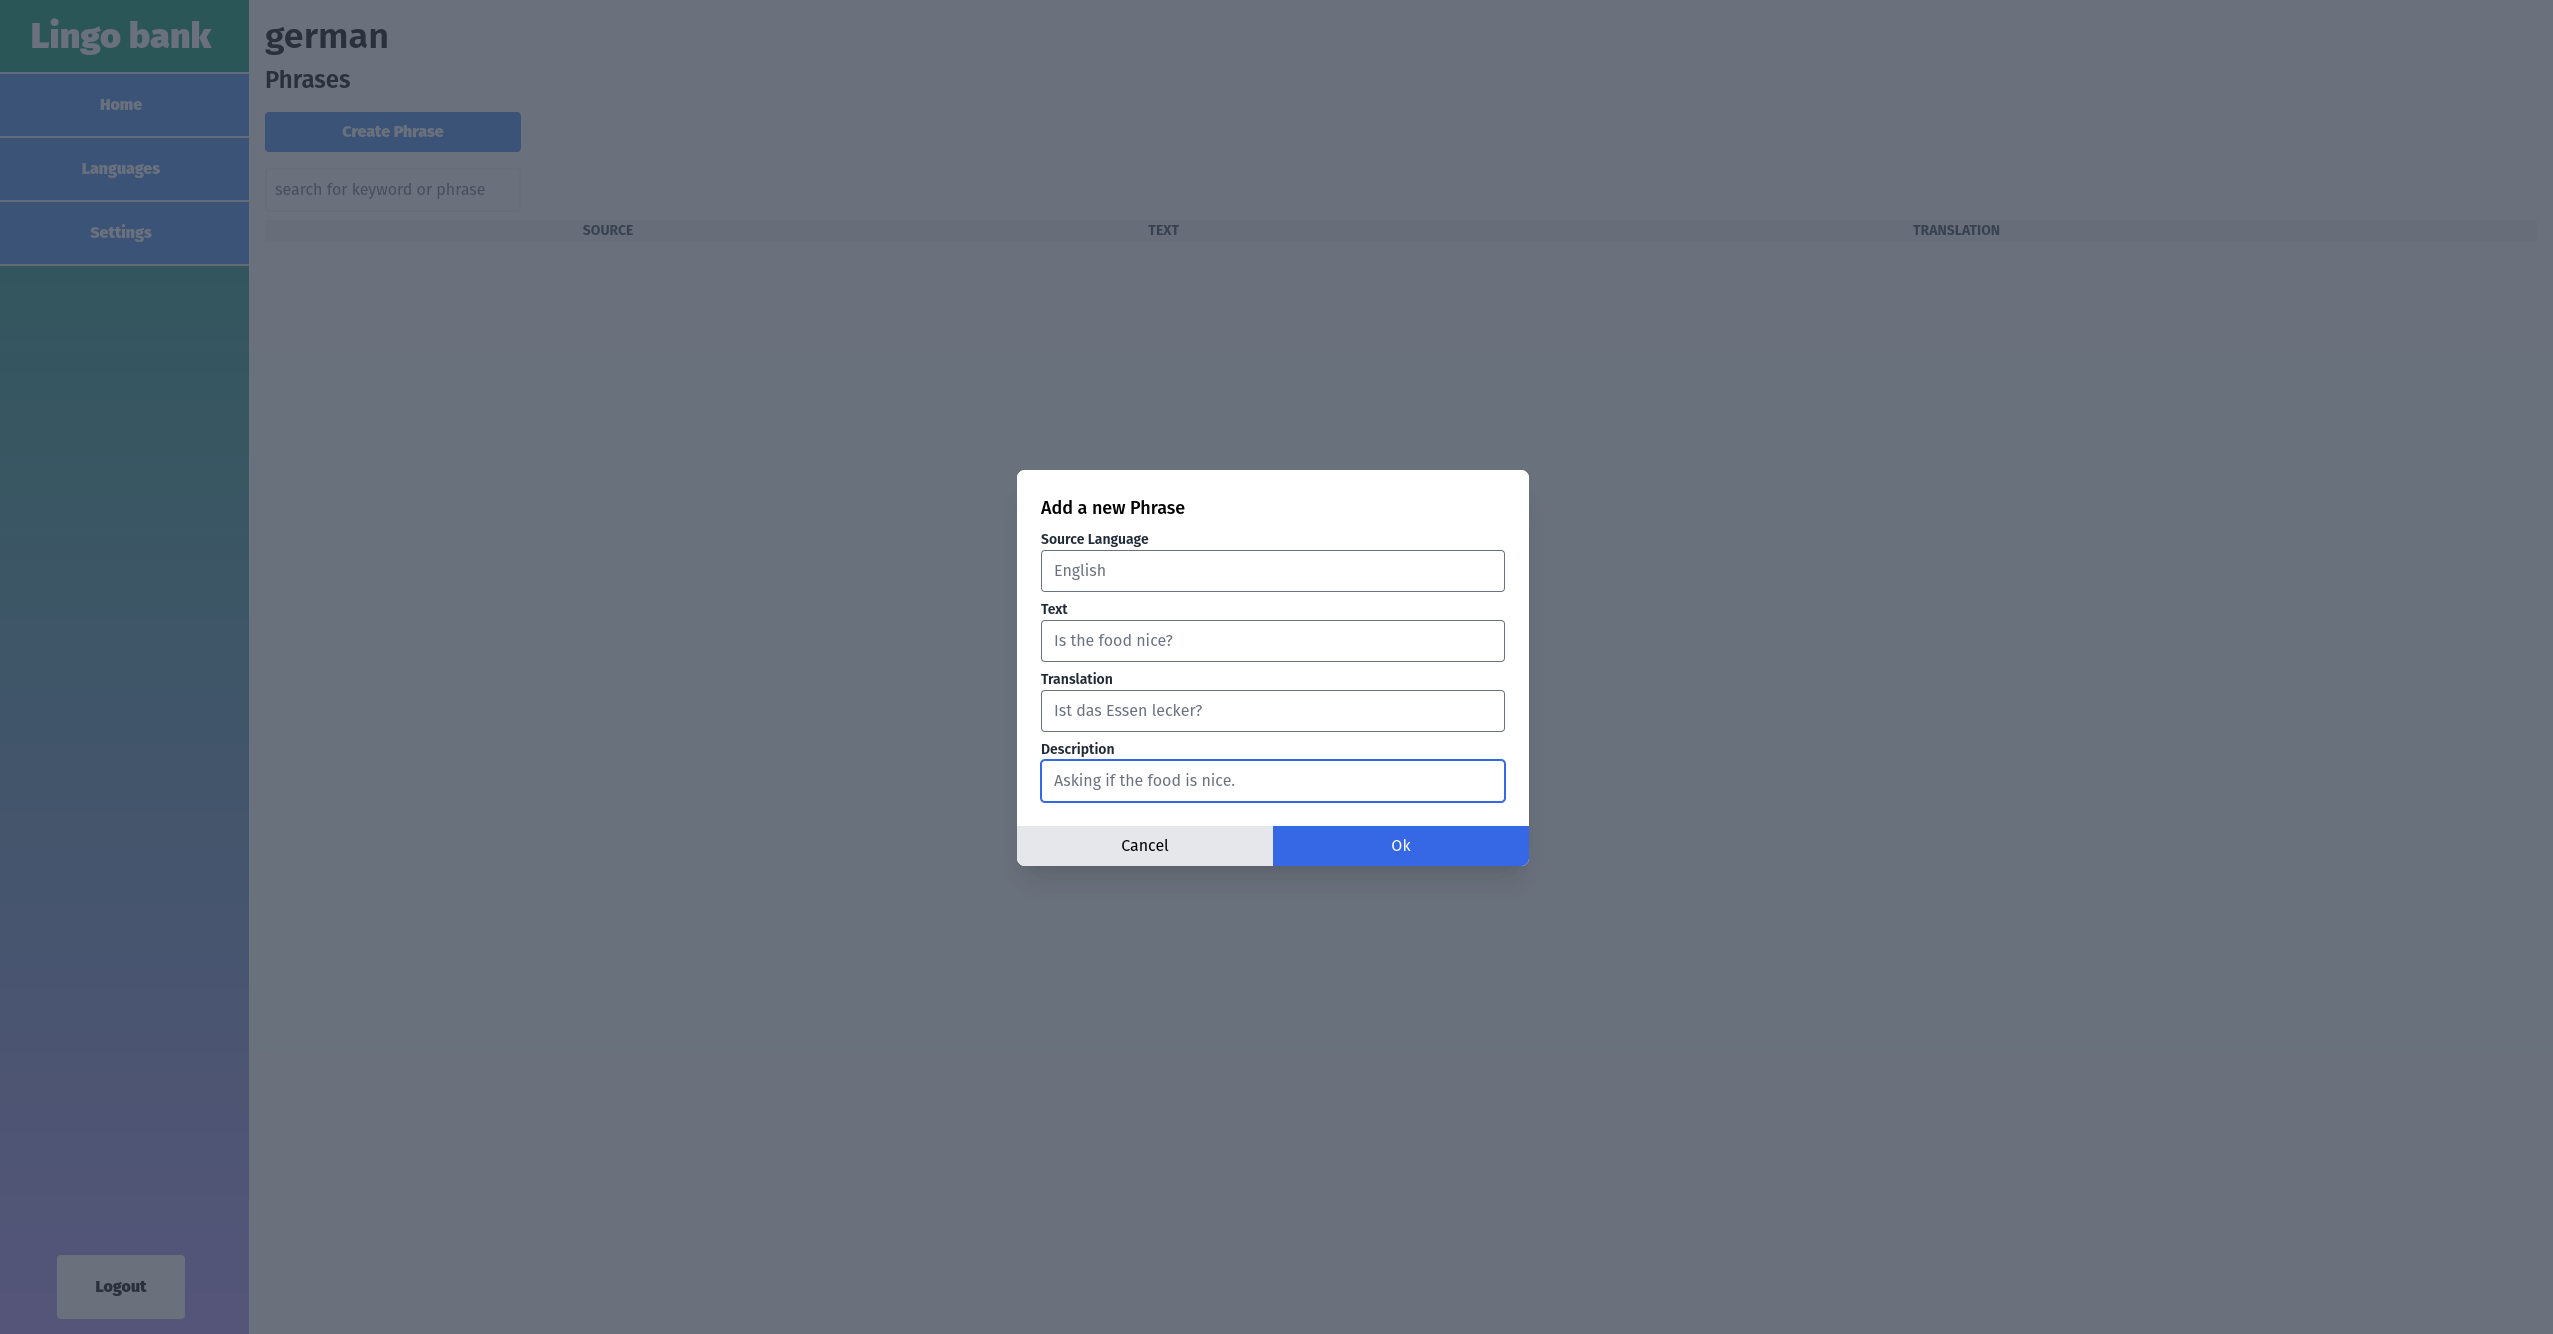 Lingo bank
Home
Languages
Settings
Logout
german
Phrases
Create Phrase
search for keyword or phrase
SOURCE TEXT TRANSLATION
Add a new Phrase
Source Language
English
Text
Is the food nice?
Translation
Ist das Essen lecker?
Description
Asking if the food is nice.
Cancel Ok